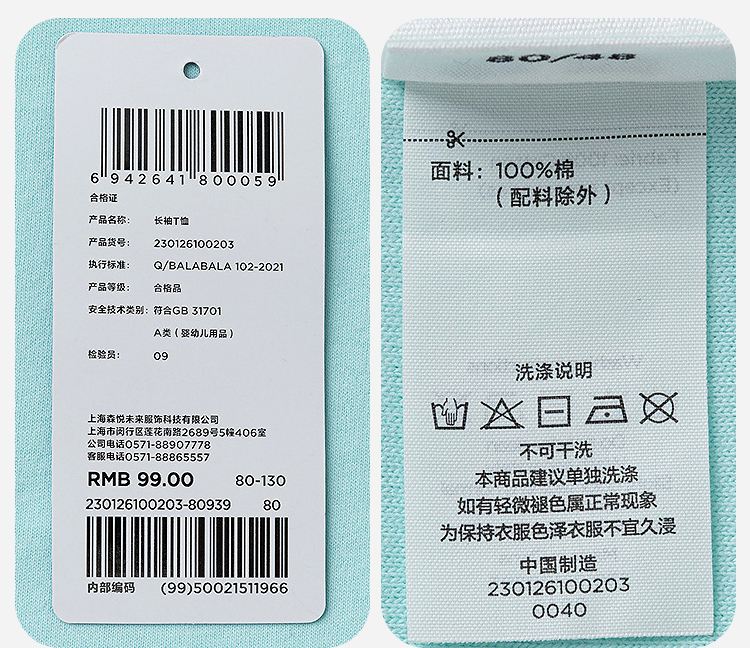 6 942641 800059
合格证
产品名称: 长袖T恤
产品货号: 230126100203
执行标准: Q/BALABALA 102-2021
产品等级: 合格品
安全技术类别: 符合GB 31701
A类（婴幼儿用品）
检验员: 09
上海森悦未来服饰科技有限公司
上海市闵行区莲花南路2689号5幢406室
公司电话0571-88907778
客服电话0571-88865557
RMB 99.00 80-130
230126100203-80939 80
内部编码 (99)50021511966
80/48
面料: 100%棉
（配料除外）
洗涤说明
不可干洗
本商品建议单独洗涤
如有轻微褪色属正常现象
为保持衣服色泽衣服不宜久浸
中国制造
230126100203
0040